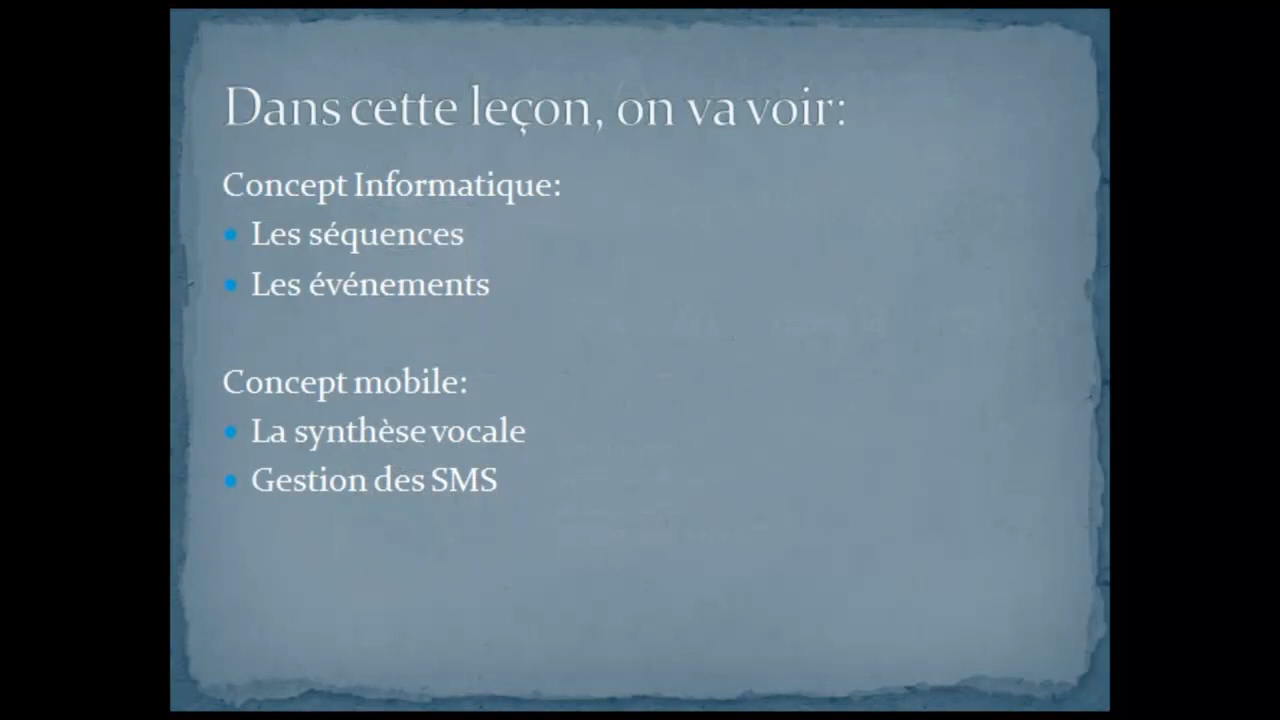 Dans cette leçon, on va voir:
Concept Informatique:
• Les séquences
• Les événements
Concept mobile:
• La synthèse vocale
• Gestion des SMS